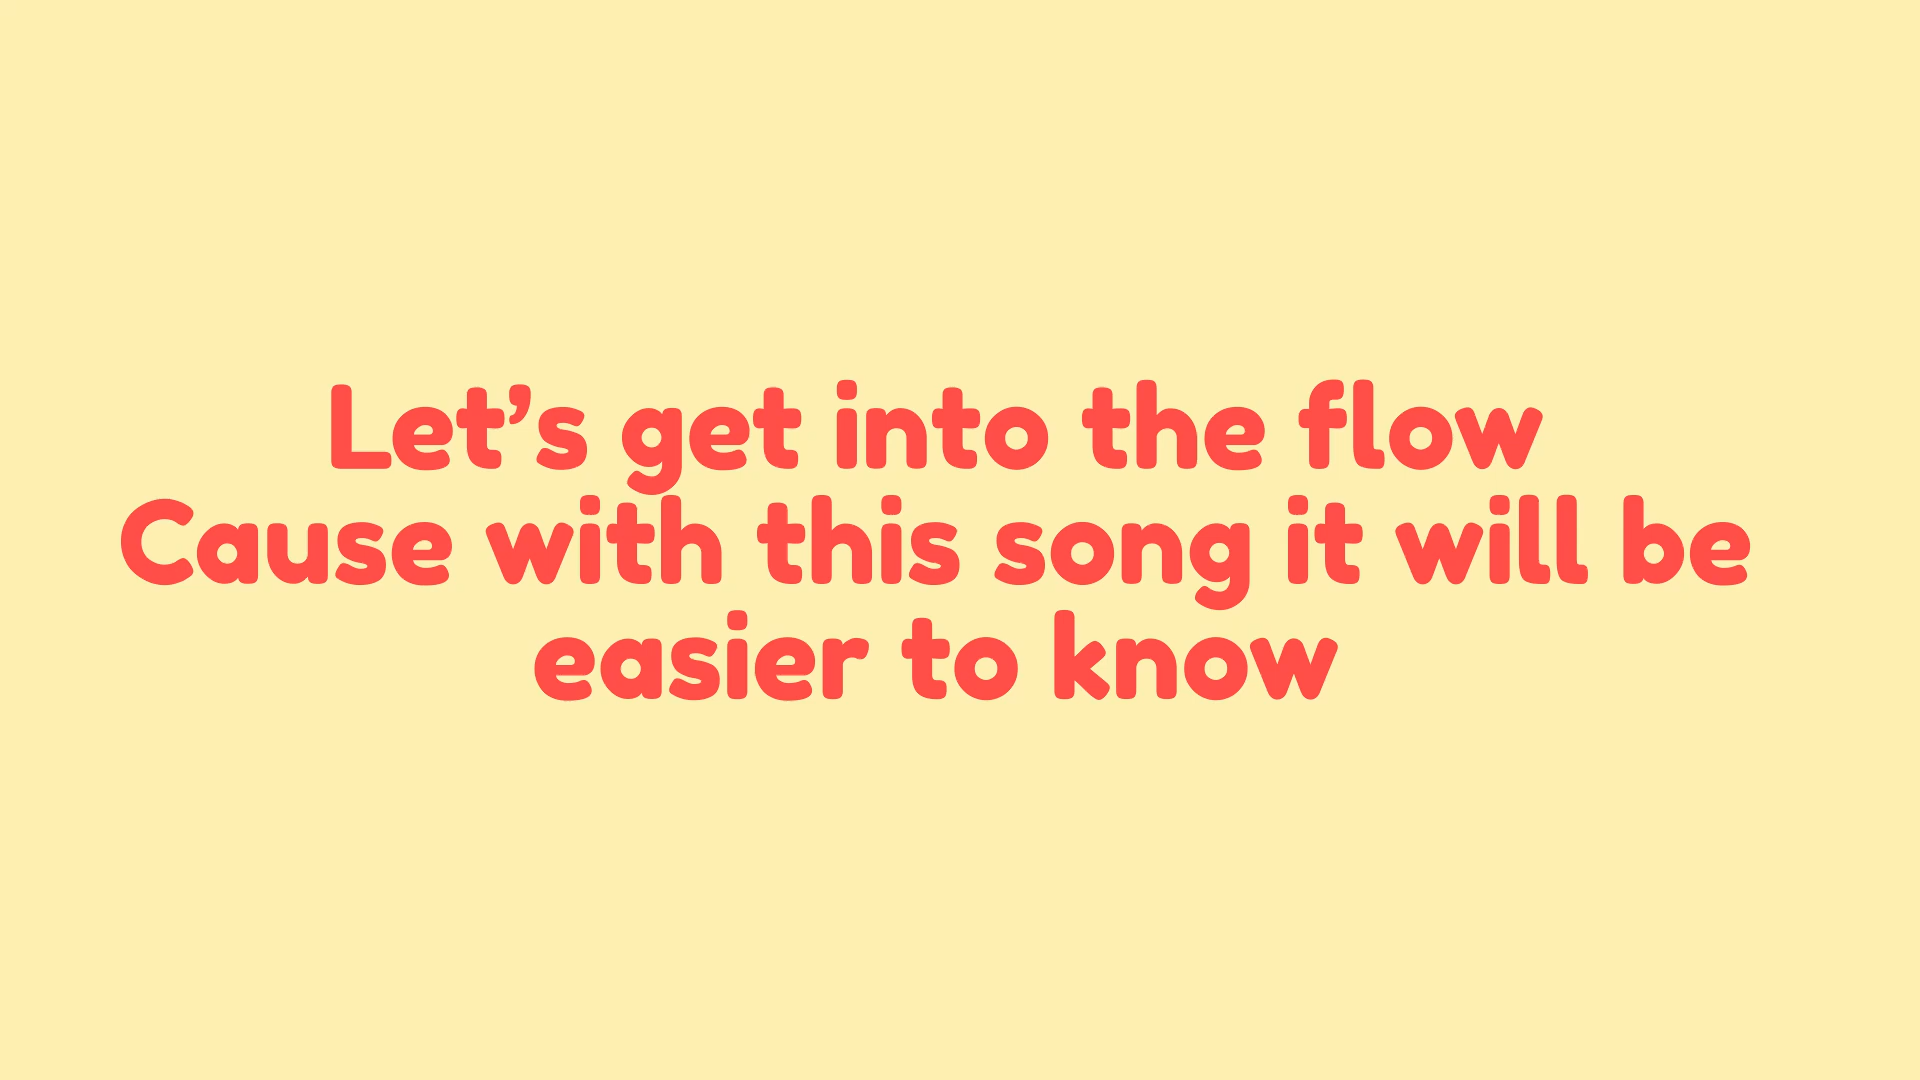 Let’s get into the flow
Cause with this song it will be
easier to know